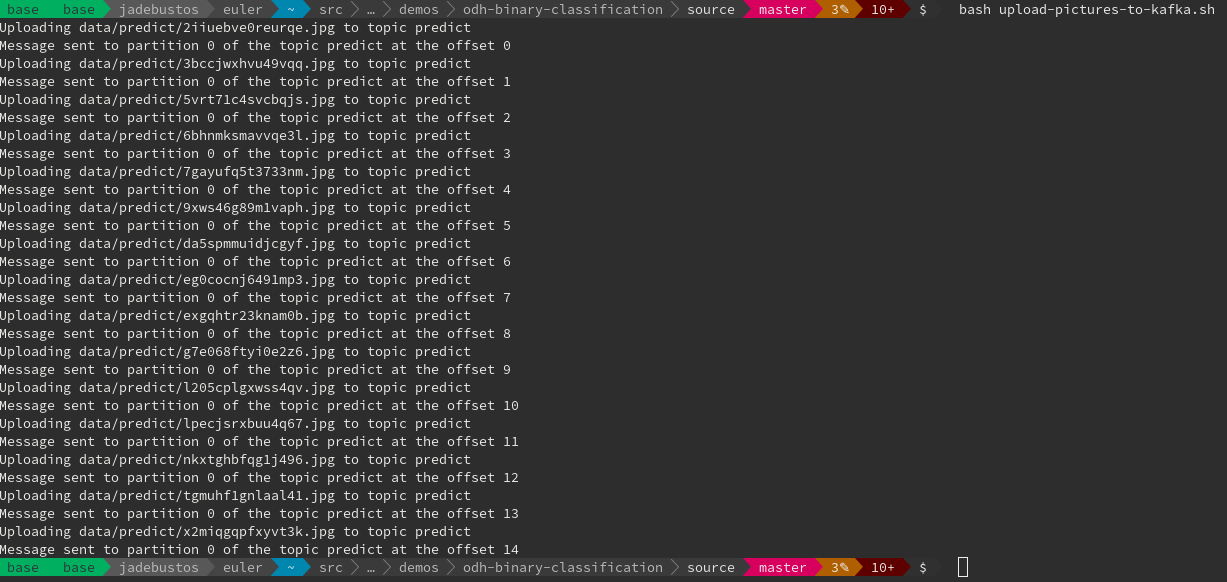 base base jadebustos euler ~ src … demos odh-binary-classification source master 3✎ 10+ $ bash upload-pictures-to-kafka.sh
Uploading data/predict/2iiuebve0reurqe.jpg to topic predict
Message sent to partition 0 of the topic predict at the offset 0
Uploading data/predict/3bccjwxhvu49vqq.jpg to topic predict
Message sent to partition 0 of the topic predict at the offset 1
Uploading data/predict/5vrt71c4svcbqjs.jpg to topic predict
Message sent to partition 0 of the topic predict at the offset 2
Uploading data/predict/6bhnmksmavvqe3l.jpg to topic predict
Message sent to partition 0 of the topic predict at the offset 3
Uploading data/predict/7gayufq5t3733nm.jpg to topic predict
Message sent to partition 0 of the topic predict at the offset 4
Uploading data/predict/9xws46g89m1vaph.jpg to topic predict
Message sent to partition 0 of the topic predict at the offset 5
Uploading data/predict/da5spmmuidjcgyf.jpg to topic predict
Message sent to partition 0 of the topic predict at the offset 6
Uploading data/predict/eg0cocnj6491mp3.jpg to topic predict
Message sent to partition 0 of the topic predict at the offset 7
Uploading data/predict/exgqhtr23knam0b.jpg to topic predict
Message sent to partition 0 of the topic predict at the offset 8
Uploading data/predict/g7e068ftyi0e2z6.jpg to topic predict
Message sent to partition 0 of the topic predict at the offset 9
Uploading data/predict/l205cplgxwss4qv.jpg to topic predict
Message sent to partition 0 of the topic predict at the offset 10
Uploading data/predict/lpecjsrxbuu4q67.jpg to topic predict
Message sent to partition 0 of the topic predict at the offset 11
Uploading data/predict/nkxtghbfqg1j496.jpg to topic predict
Message sent to partition 0 of the topic predict at the offset 12
Uploading data/predict/tgmuhf1gnlaal41.jpg to topic predict
Message sent to partition 0 of the topic predict at the offset 13
Uploading data/predict/x2miqgqpfxyvt3k.jpg to topic predict
Message sent to partition 0 of the topic predict at the offset 14
base base jadebustos euler ~ src … demos odh-binary-classification source master 3✎ 10+ $